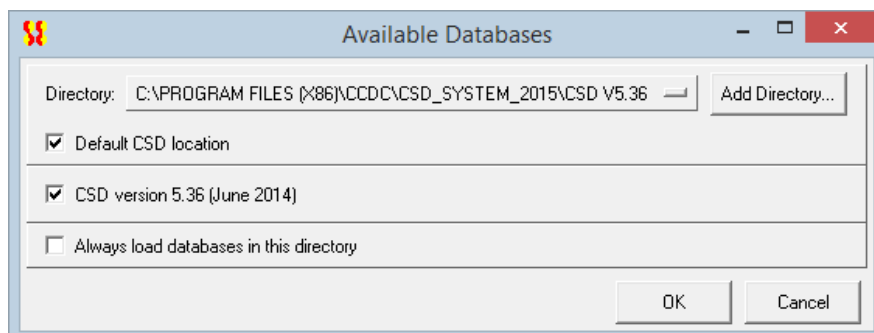 Available Databases
Directory: C:\PROGRAM FILES (X86)\CCDC\CSD_SYSTEM_2015\CSD V5.36 Add Directory...
Default CSD location
CSD version 5.36 (June 2014)
Always load databases in this directory
OK Cancel